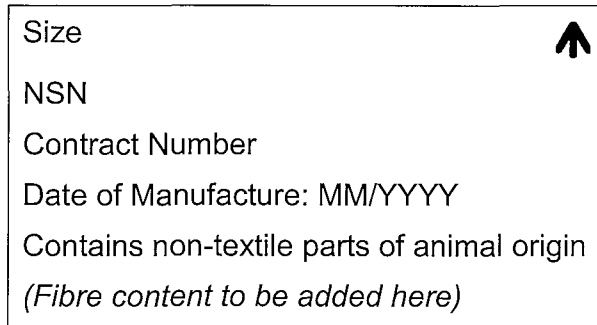 Size
NSN
Contract Number
Date of Manufacture: MM/YYYY
Contains non-textile parts of animal origin
(Fibre content to be added here)